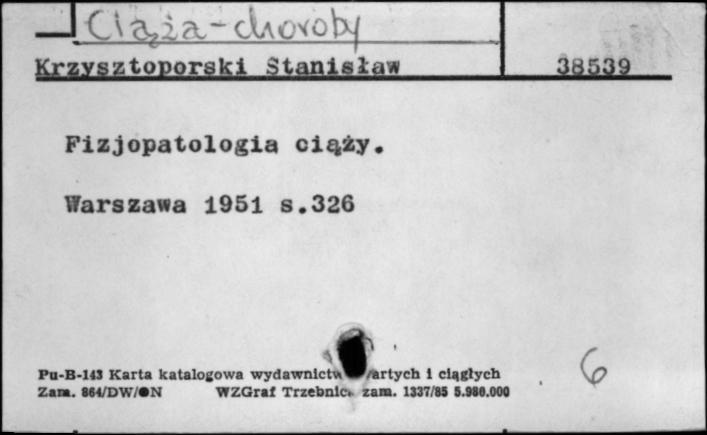 Ciąża-choroby
Krzysztoporski Stanisław 38539
Fizjopatologia ciąży.
Warszawa 1951 s.326
Pu-B-143 Karta katalogowa wydawnictw artych i ciągłych
Zam. 864/DW/●N WZGraf Trzebnic. zam. 1337/85 5.980.000
6